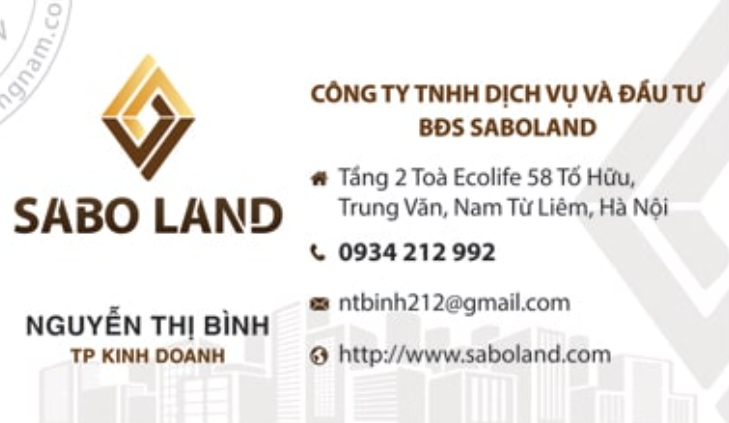 SABO LAND
NGUYỄN THỊ BÌNH
TP KINH DOANH
CÔNG TY TNHH DỊCH VỤ VÀ ĐẦU TƯ
BĐS SABOLAND
Tầng 2 Toà Ecolife 58 Tố Hữu,
Trung Văn, Nam Từ Liêm, Hà Nội
0934 212 992
ntbinh212@gmail.com
http://www.saboland.com